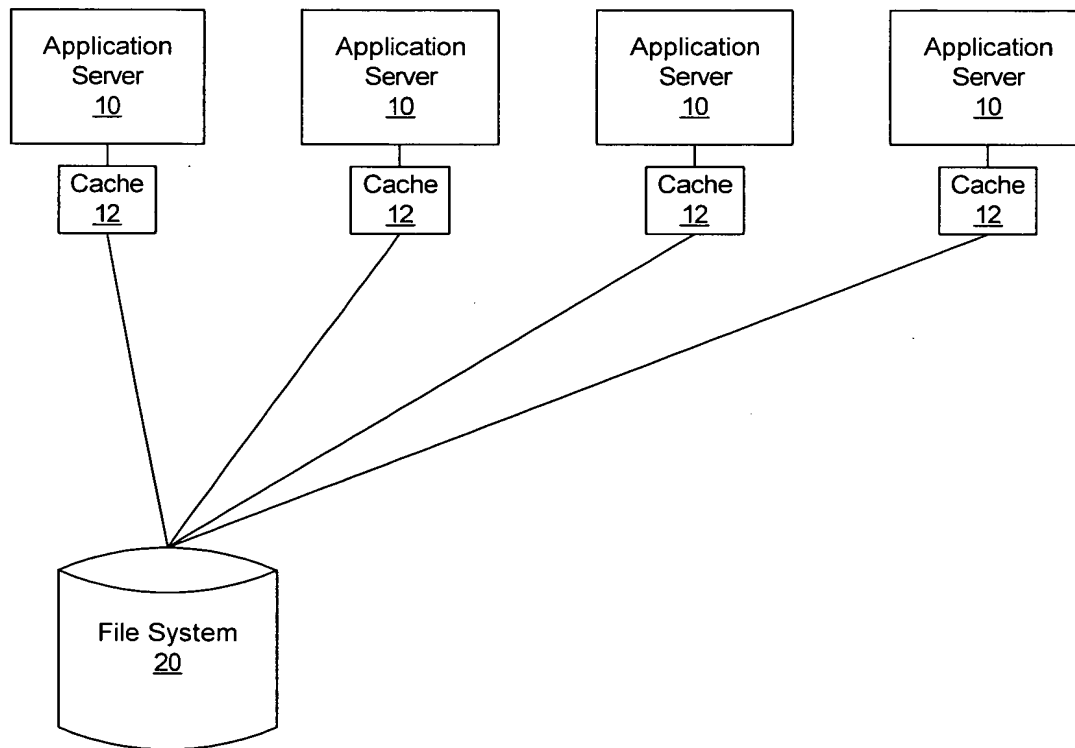 Application
Server
10
Application
Server
10
Application
Server
10
Application
Server
10
Cache
12
Cache
12
Cache
12
Cache
12
File System
20